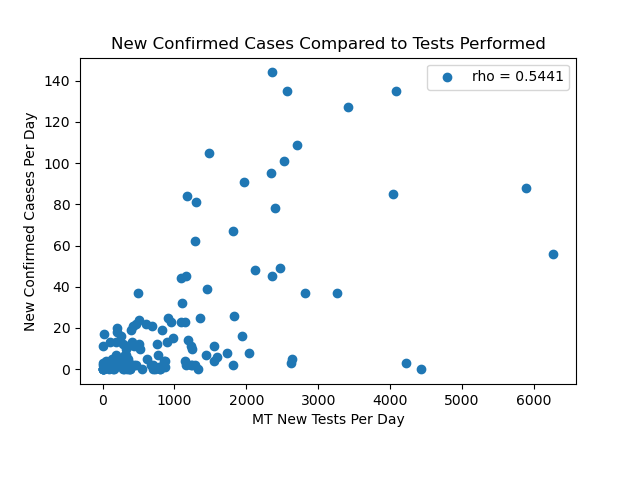 New Confirmed Cases Compared to Tests Performed
rho = 0.5441
New Confirmed Caeses Per Day
140
120
100
80
60
40
20
0
0 1000 2000 3000 4000 5000 6000
MT New Tests Per Day